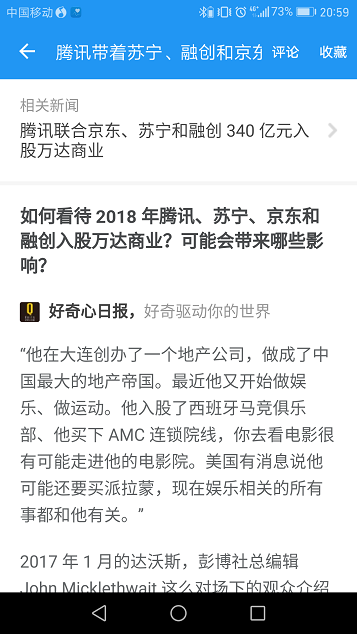 中国移动 4G 73% 20:59
腾讯带着苏宁、融创和京东 评论 收藏
相关新闻
腾讯联合京东、苏宁和融创 340 亿元入
股万达商业
如何看待 2018 年腾讯、苏宁、京东和
融创入股万达商业？可能会带来哪些影
响？
好奇心日报，好奇驱动你的世界
“他在大连创办了一个地产公司，做成了中
国最大的地产帝国。最近他又开始做娱
乐、做运动。他入股了西班牙马竞俱乐
部、他买下 AMC 连锁院线，你去看电影很
有可能走进他的电影院。美国有消息说他
可能还要买派拉蒙，现在娱乐相关的所有
事都和他有关。”
2017 年 1 月的达沃斯，彭博社总编辑
John Micklethwait 这么对场下的观众介绍